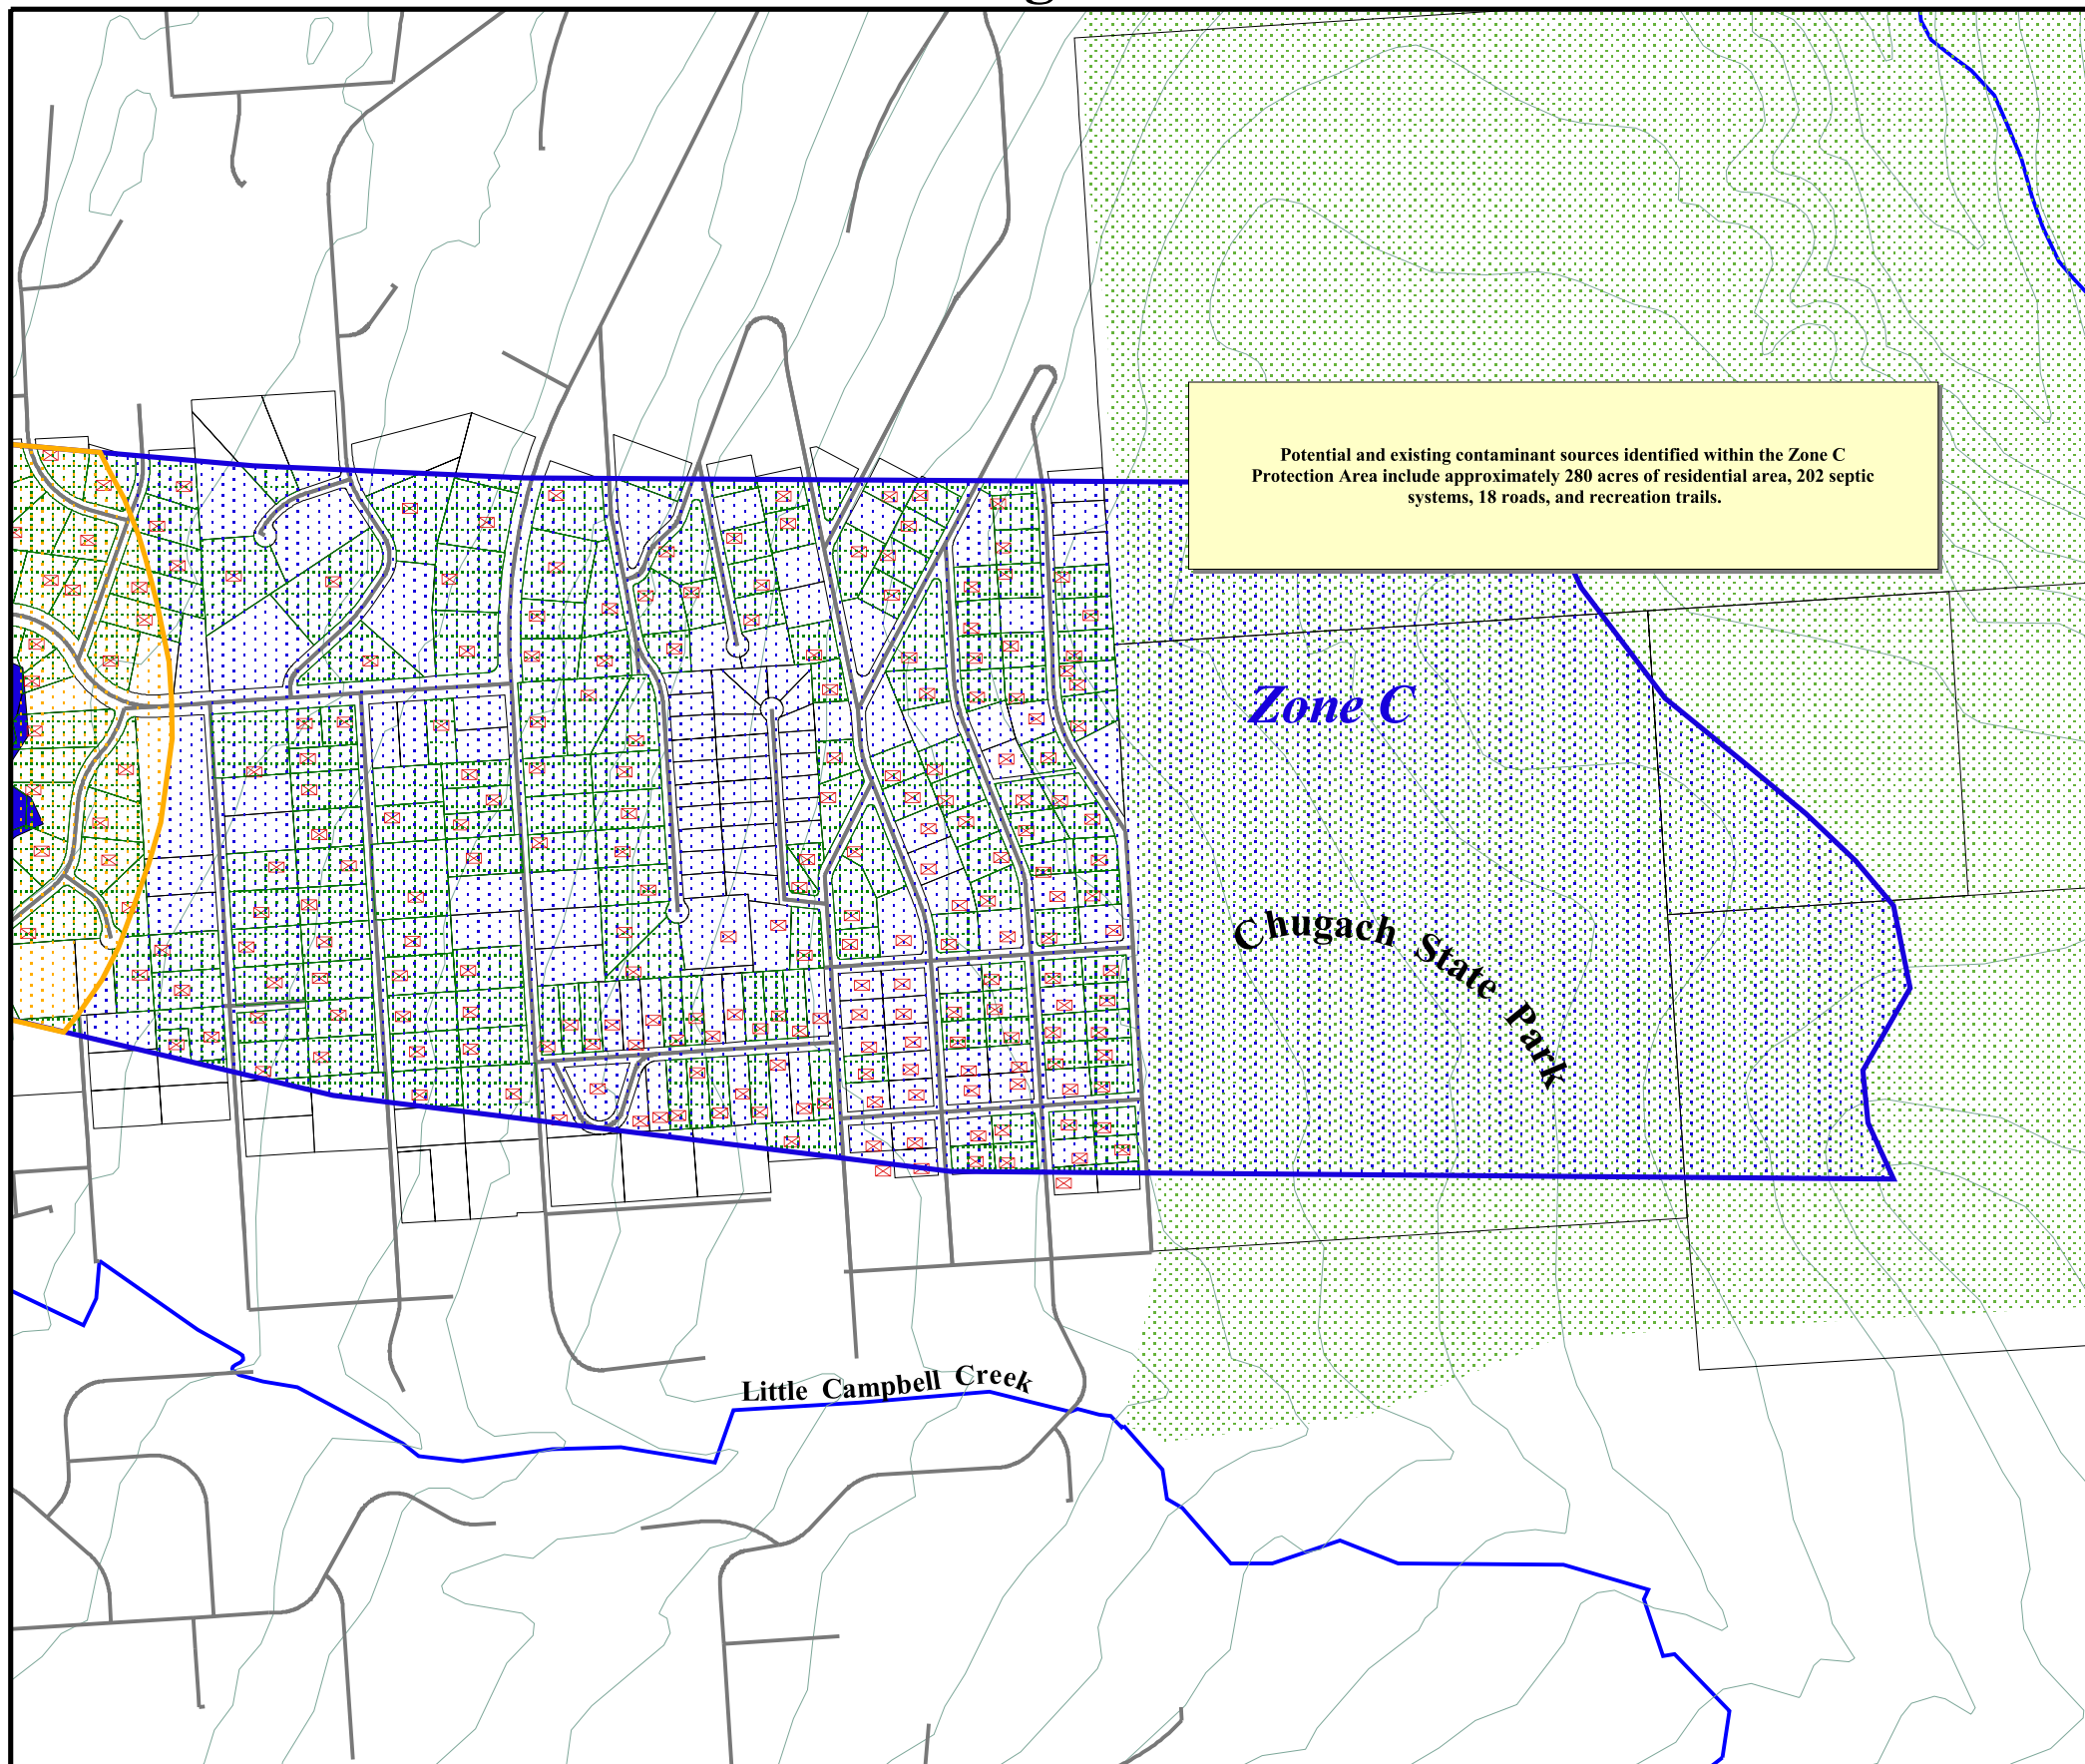 Potential and existing contaminant sources identified within the Zone C
Protection Area include approximately 280 acres of residential area, 202 septic
systems, 18 roads, and recreation trails.
Zone C
Chugach State Park
Little Campbell Creek